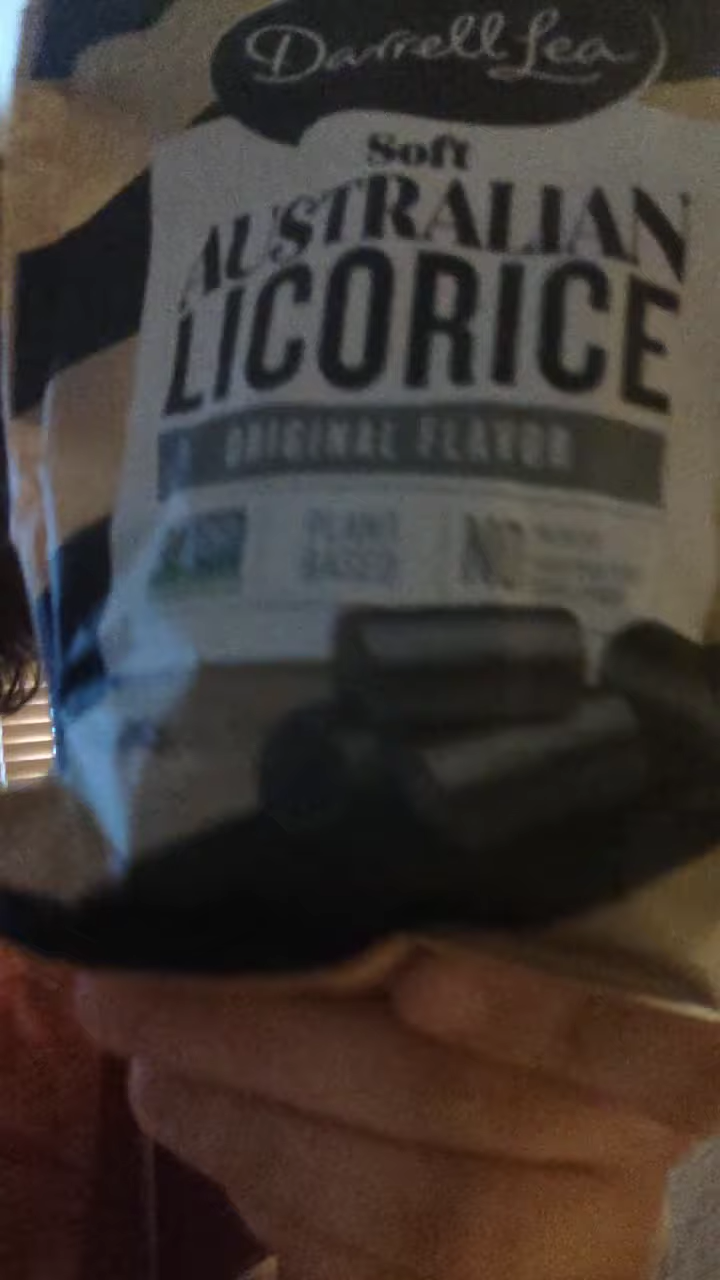 Darrell Lea
Soft
AUSTRALIAN
LICORICE
ORIGINAL FLAVOR
PLANT
BASED
NO